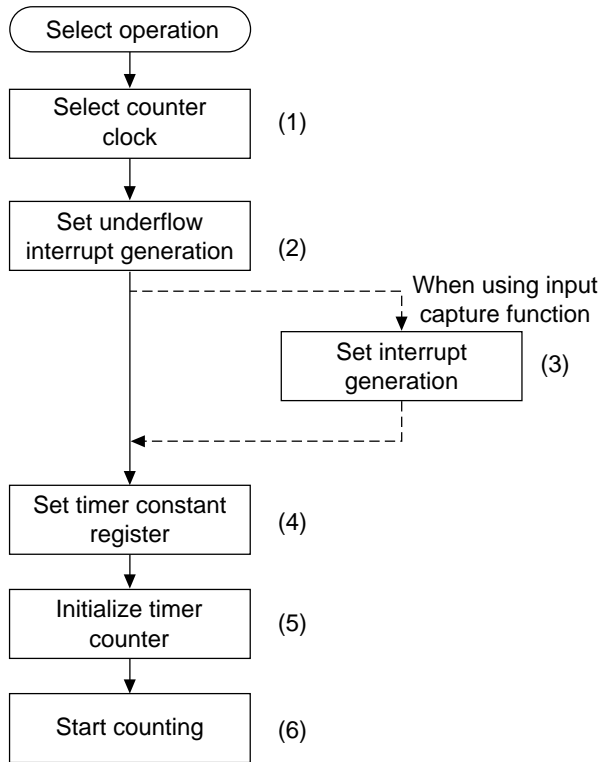 Select operation
Select counter
clock
(1)
Set underflow
interrupt generation
(2)
When using input
capture function
Set interrupt
generation
(3)
Set timer constant
register
(4)
Initialize timer
counter
(5)
Start counting
(6)